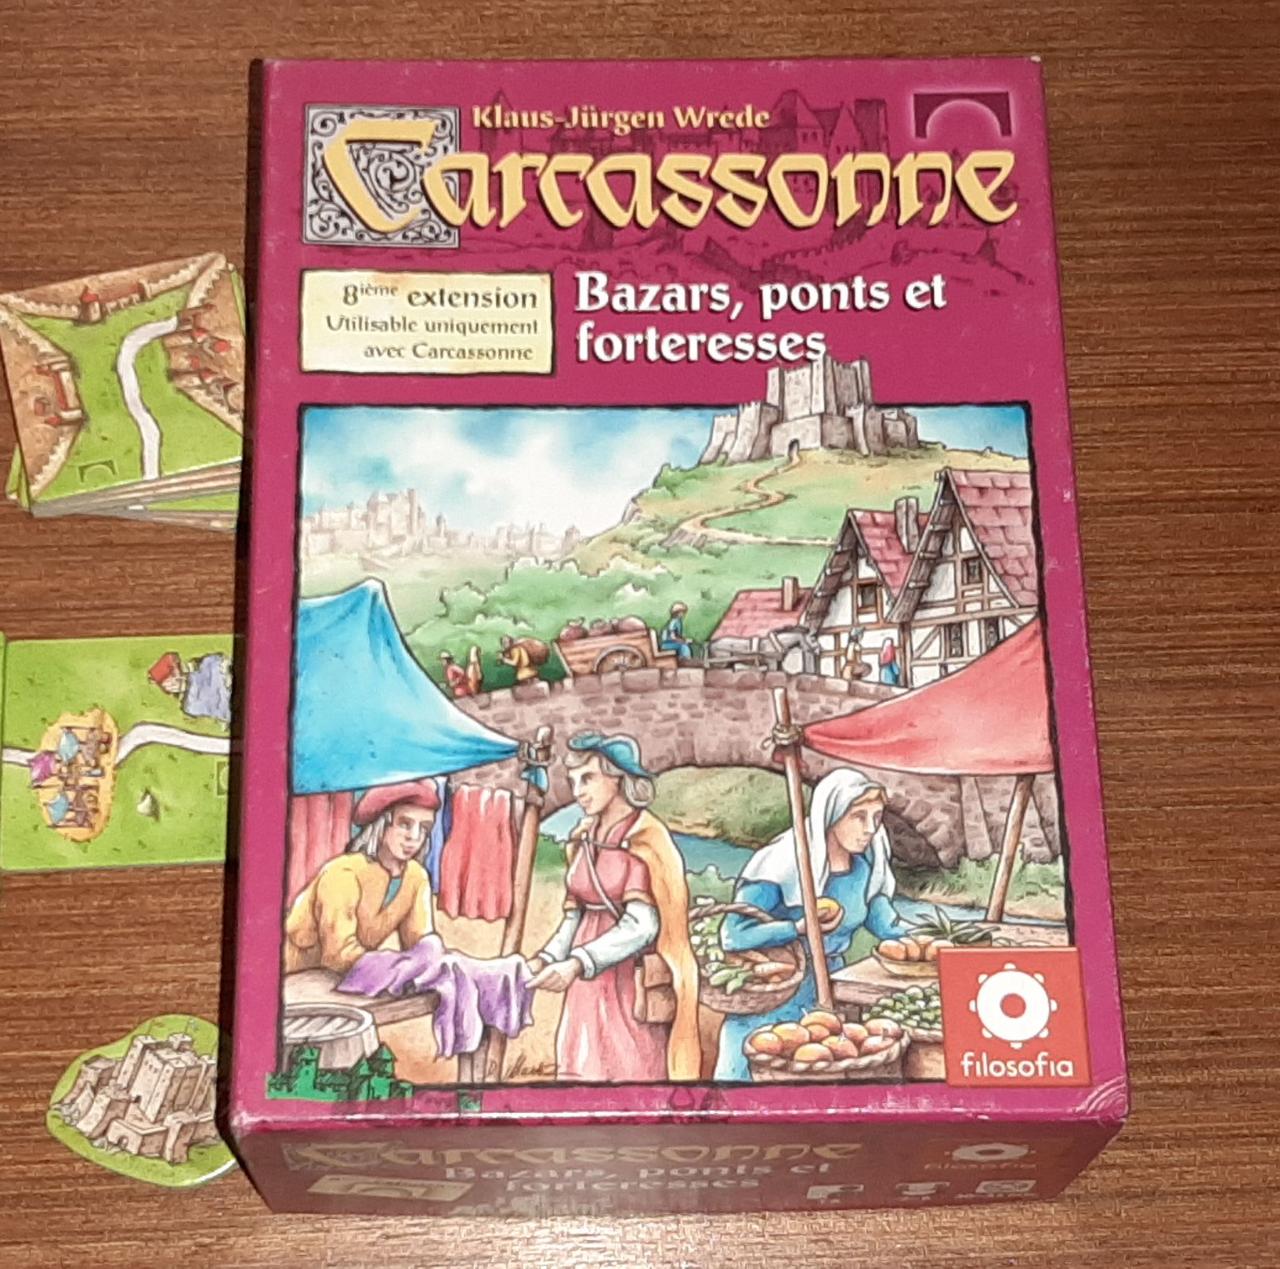 Klaus-Jürgen Wrede
Carcassonne
8ième extension
Utilisable uniquement
avec Carcassonne
Bazars, ponts et
forteresses
filosofia
Carcassonne
Bazars, ponts et
forteresses
filosofia